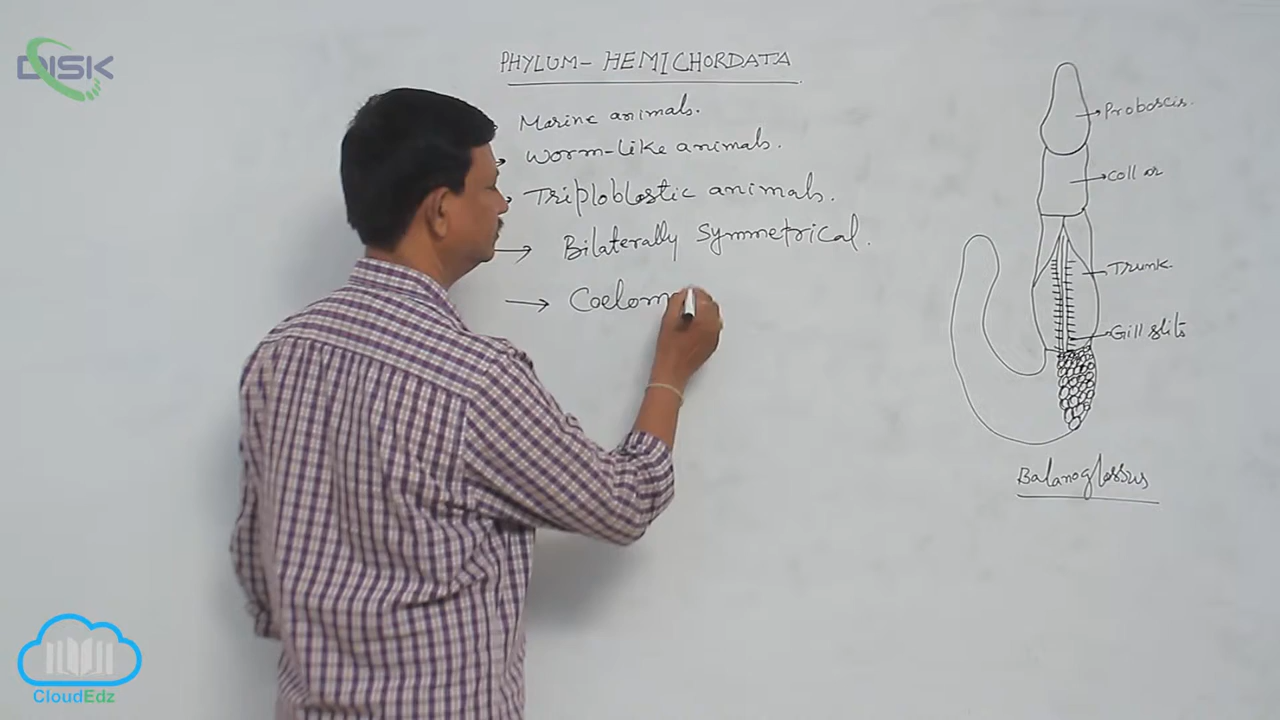 DISK
PHYLUM- HEMICHORDATA
Marine animals.
Worm-like animals.
Triploblastic animals.
Bilaterally symmetrical.
Coelom
Proboscis.
Collar
Trunk.
Gill slits
Balanoglossus
CloudEdz